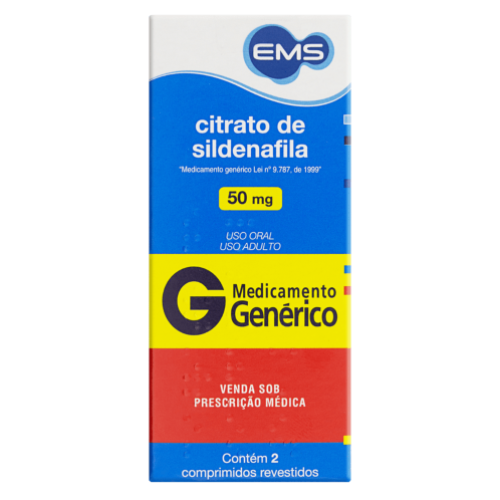 EMS
citrato de
sildenafila
"Medicamento genérico Lei nº 9.787, de 1999"
50 mg
USO ORAL
USO ADULTO
G Medicamento
Genérico
VENDA SOB
PRESCRIÇÃO MÉDICA
Contém 2
comprimidos revestidos